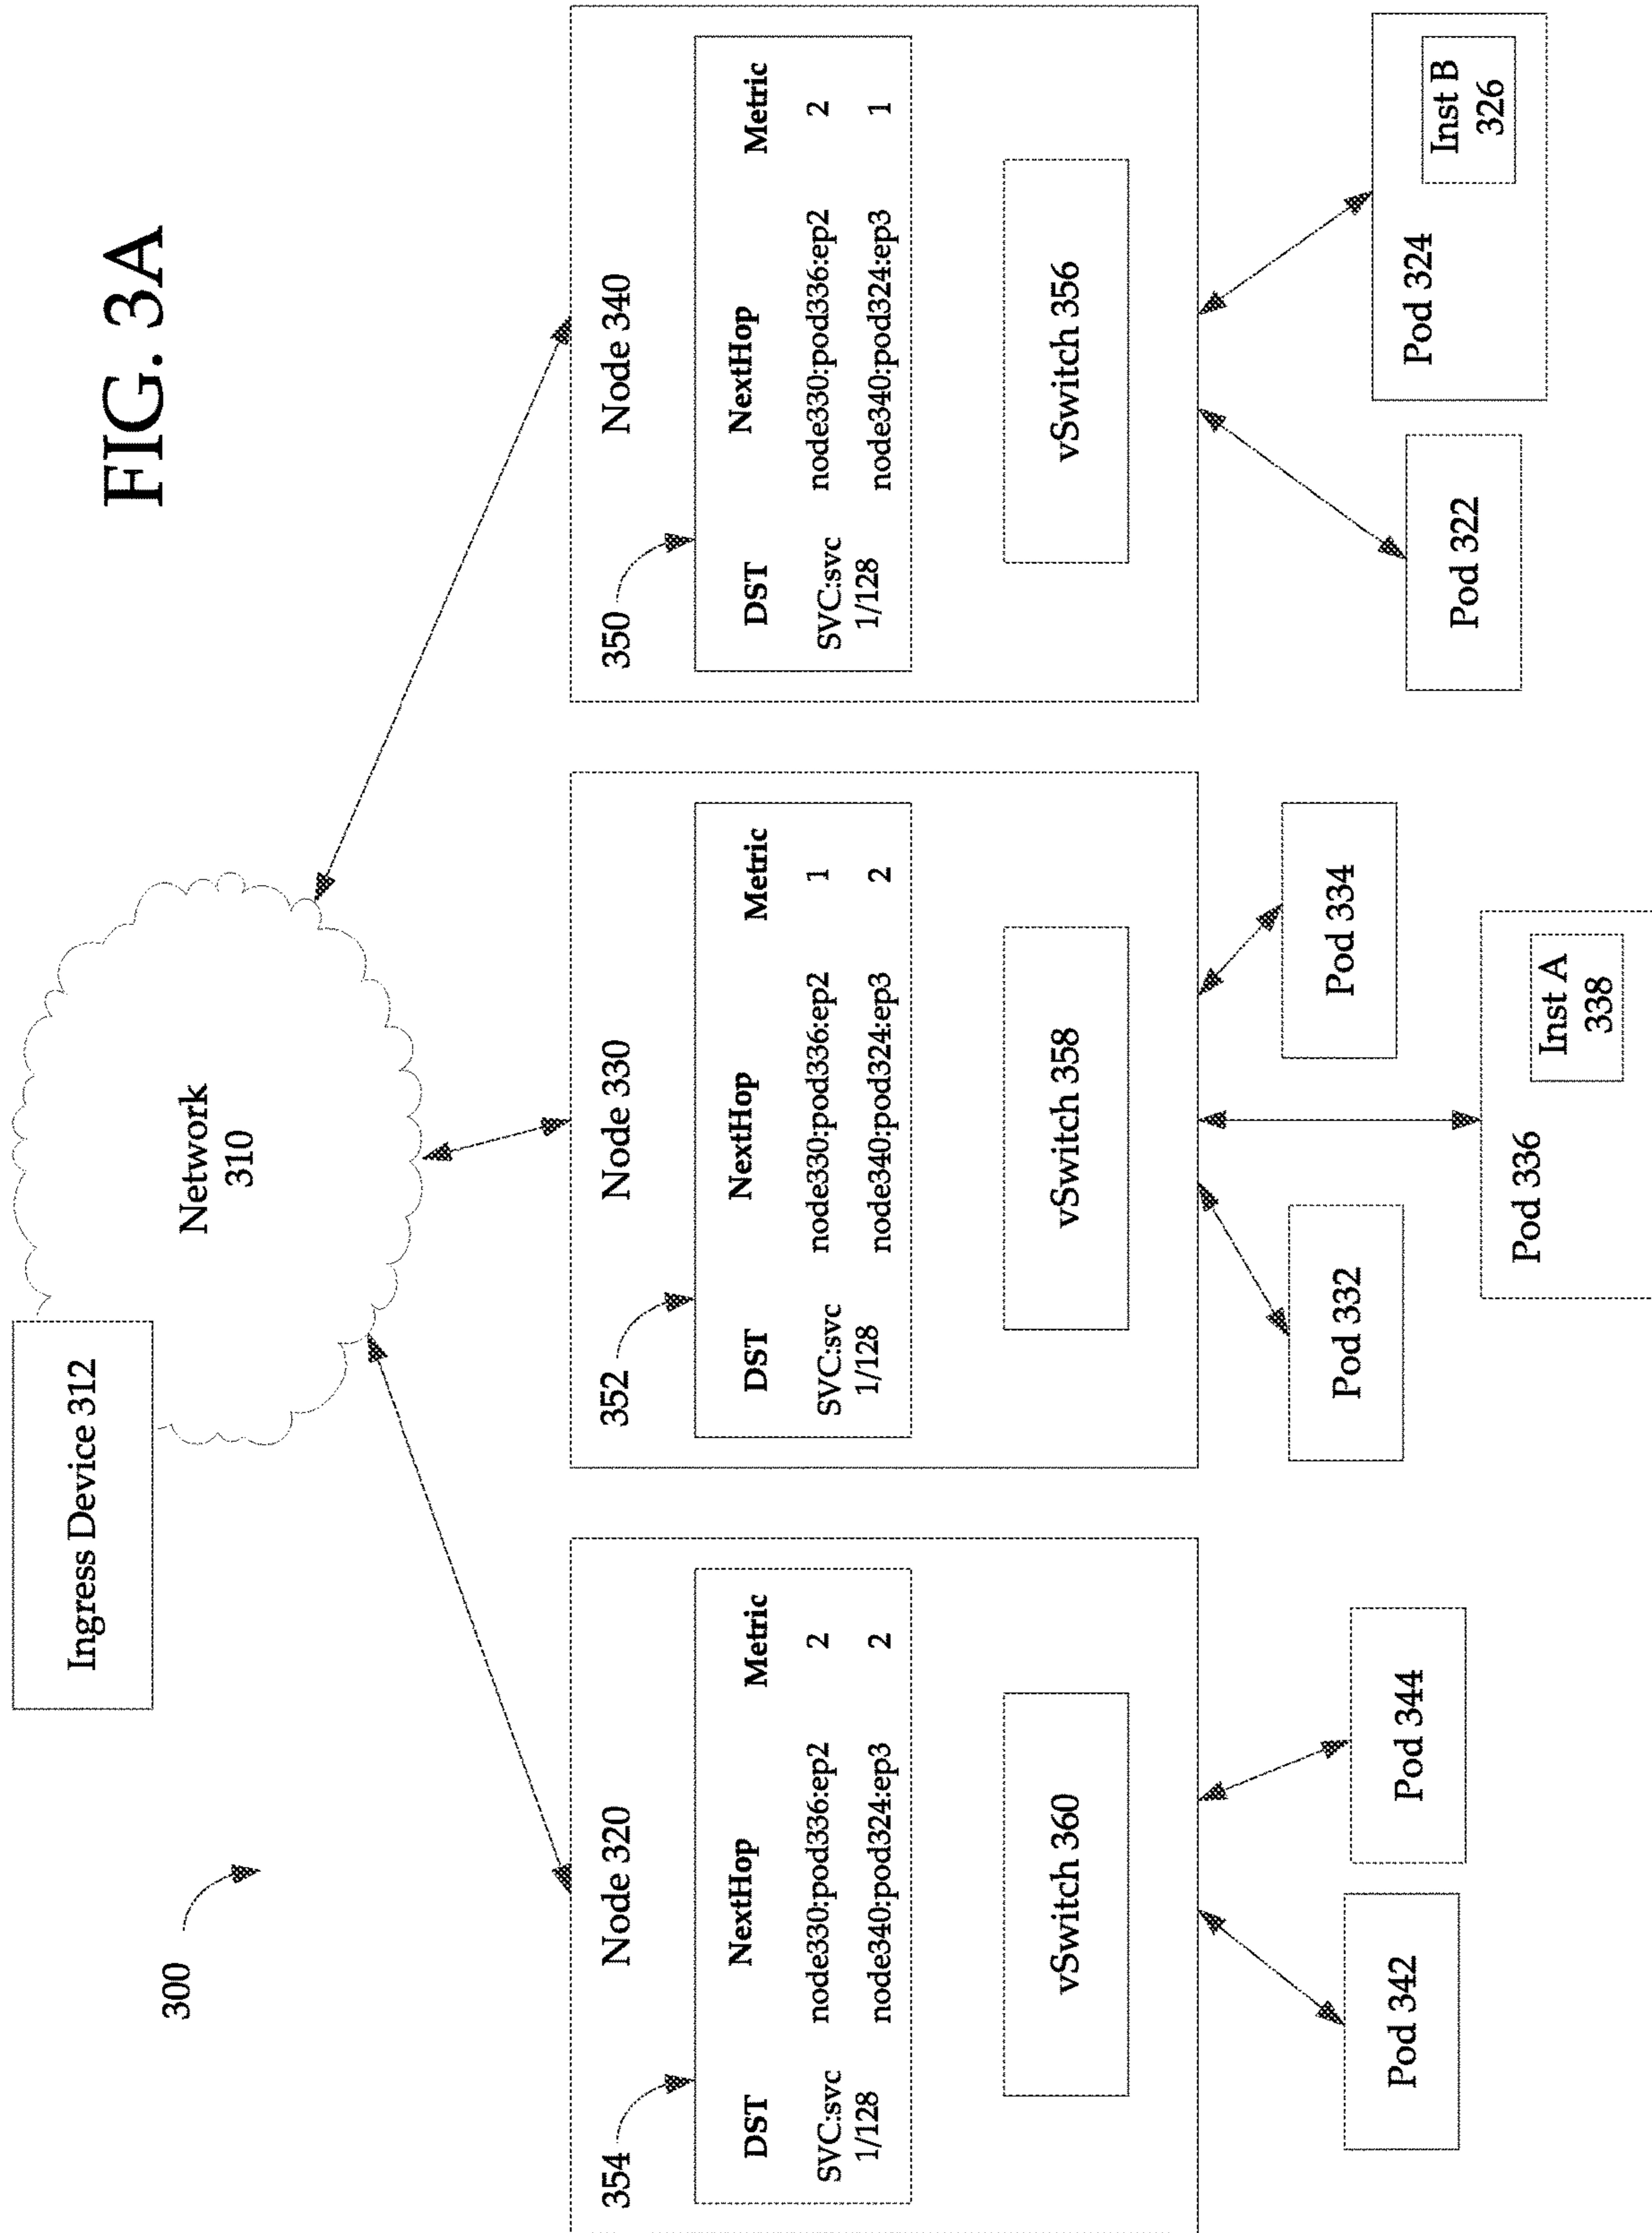 FIG. 3A
300
Ingress Device 312
Network
310
Node 320
354
DST NextHop Metric
SVC:svc node330:pod336:ep2 2
1/128 node340:pod324:ep3 2
vSwitch 360
Pod 342
Pod 344
Node 330
352
DST NextHop Metric
SVC:svc node330:pod336:ep2 1
1/128 node340:pod324:ep3 2
vSwitch 358
Pod 332
Pod 334
Pod 336
Inst A
338
Node 340
350
DST NextHop Metric
SVC:svc node330:pod336:ep2 2
1/128 node340:pod324:ep3 1
vSwitch 356
Pod 322
Pod 324
Inst B
326